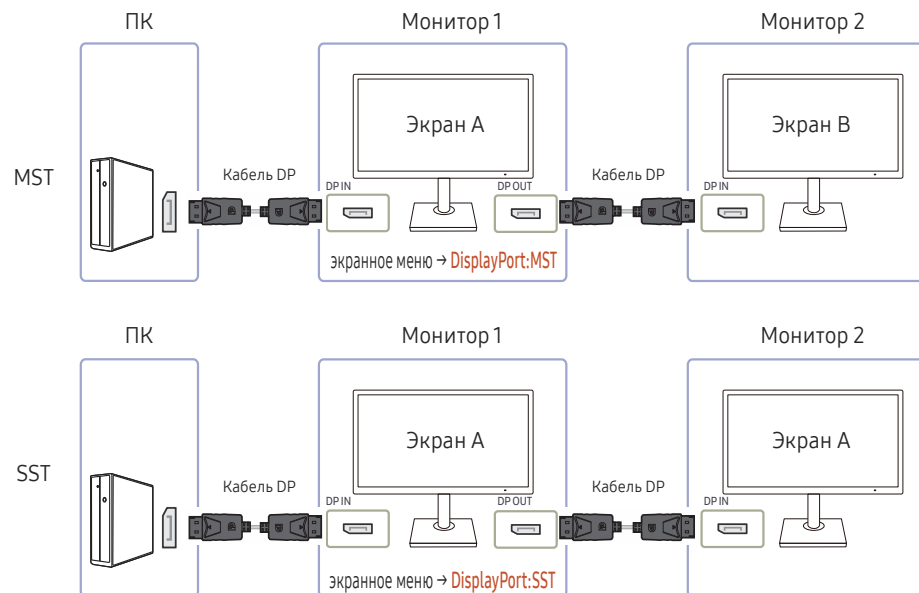 ПК
Монитор 1
Монитор 2
Экран A
Экран B
MST
Кабель DP
DP IN
DP OUT
Кабель DP
DP IN
экранное меню → DisplayPort:MST
ПК
Монитор 1
Монитор 2
Экран A
Экран A
SST
Кабель DP
DP IN
DP OUT
Кабель DP
DP IN
экранное меню → DisplayPort:SST